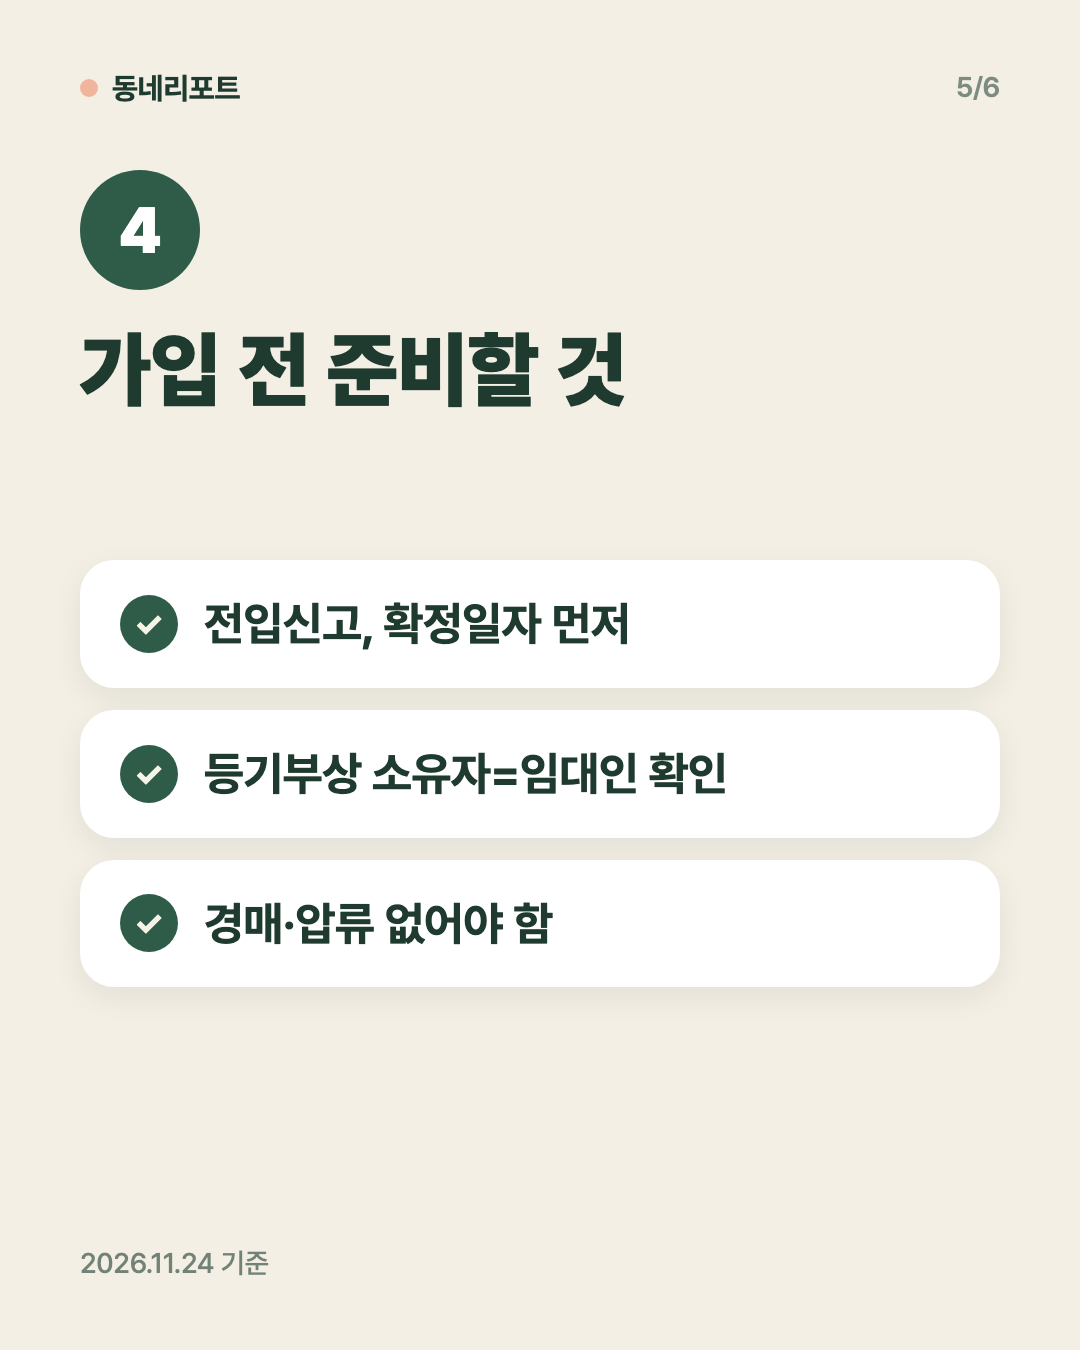 동네리포트
5/6
4
가입 전 준비할 것
전입신고, 확정일자 먼저
등기부상 소유자=임대인 확인
경매·압류 없어야 함
2026.11.24 기준